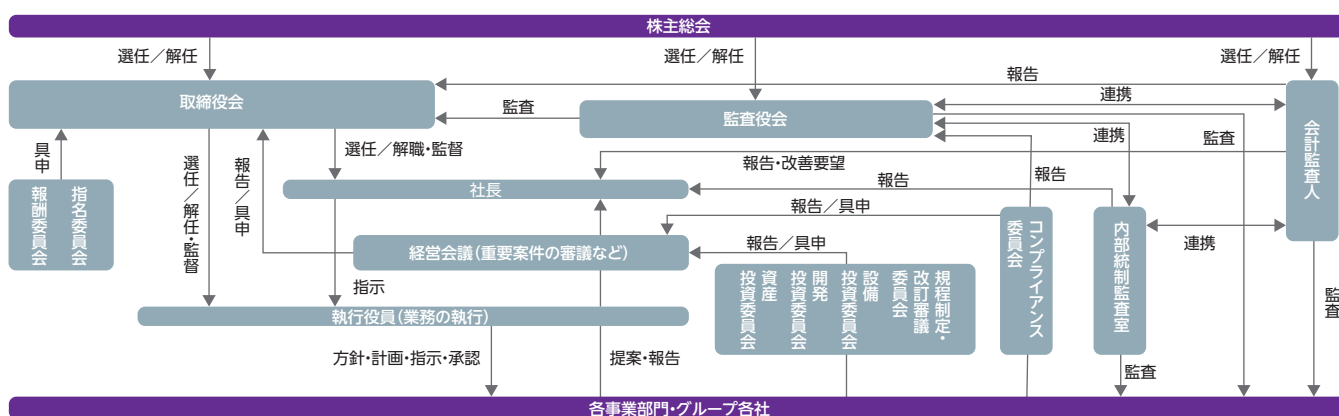 株主総会
選任／解任
選任／解任
選任／解任
報告
取締役会
連携
監査
監査役会
会計監査人
連携
監査
具申
選任／解職・監督
報告・改善要望
選任／解任・監督
報告／具申
社長
報告
報告
指名委員会
報酬委員会
報告／具申
コンプライアンス
委員会
内部統制監査室
連携
経営会議（重要案件の審議など）
報告／具申
規程制定・
改訂審議
委員会
設備
投資委員会
開発
投資委員会
資産
投資委員会
指示
監査
執行役員（業務の執行）
方針・計画・指示・承認
提案・報告
監査
各事業部門・グループ各社